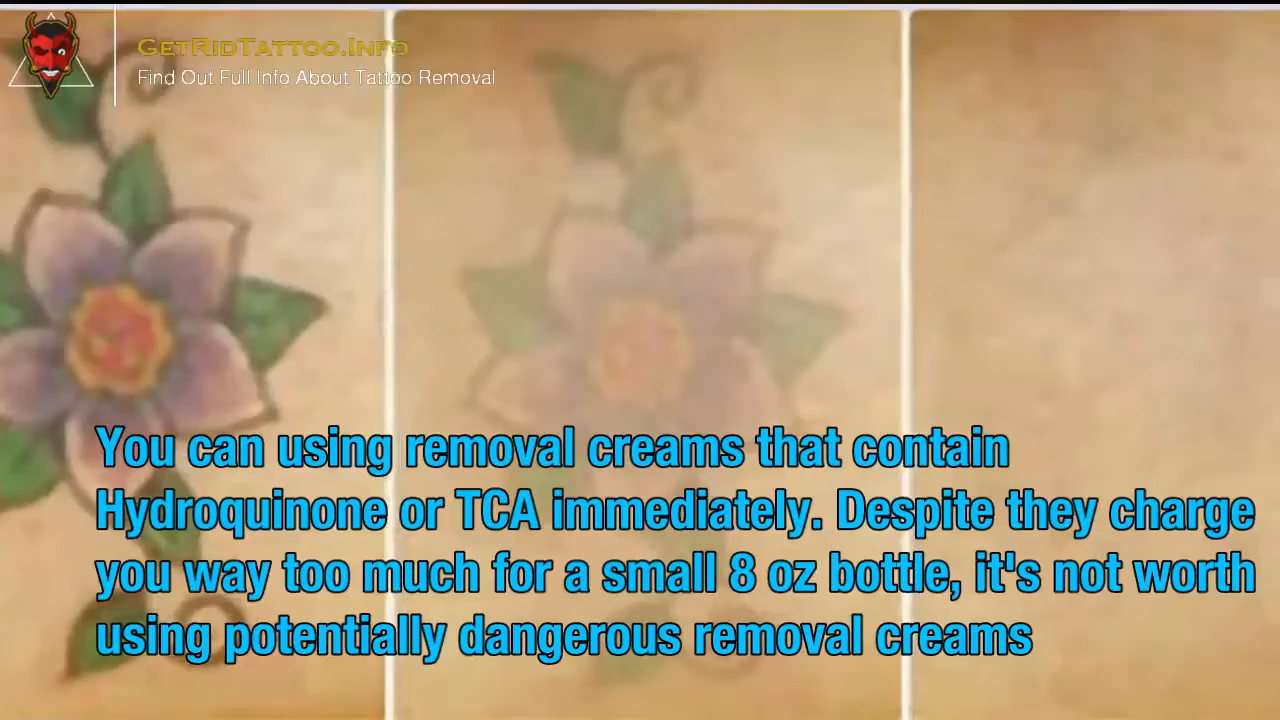 GETRIDTATTOO.INFO
Find Out Full Info About Tattoo Removal
You can using removal creams that contain
Hydroquinone or TCA immediately. Despite they charge
you way too much for a small 8 oz bottle, it's not worth
using potentially dangerous removal creams